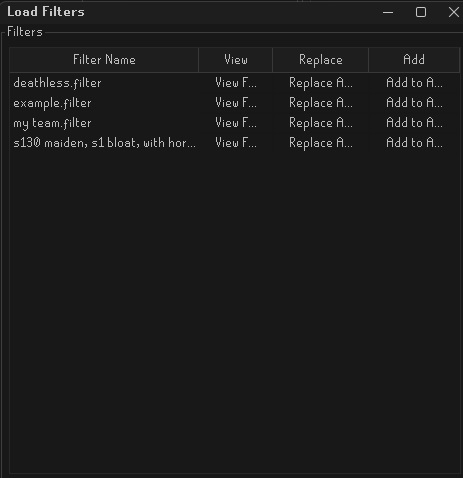 Load Filters
Filters
Filter Name View Replace Add
deathless.filter View F... Replace A... Add to A...
example.filter View F... Replace A... Add to A...
my team.filter View F... Replace A... Add to A...
s130 maiden, s1 bloat, with hor... View F... Replace A... Add to A...